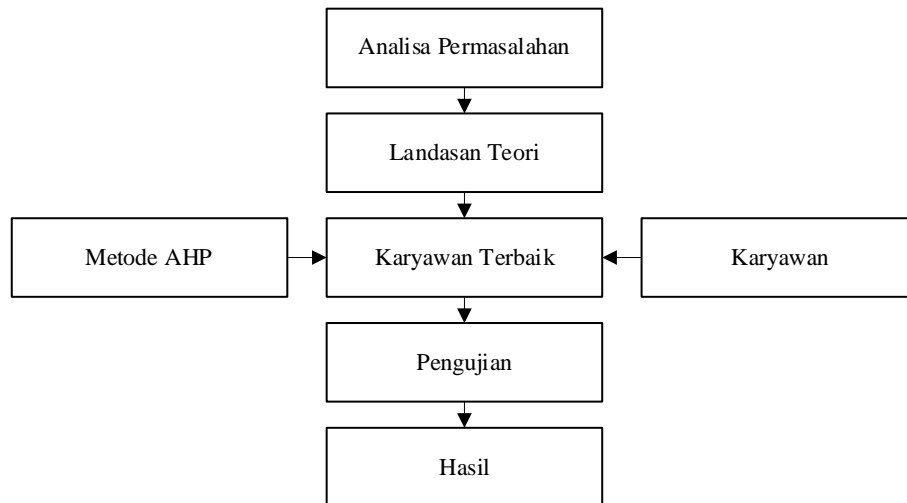 Analisa Permasalahan
Landasan Teori
Metode AHP
Karyawan Terbaik
Karyawan
Pengujian
Hasil